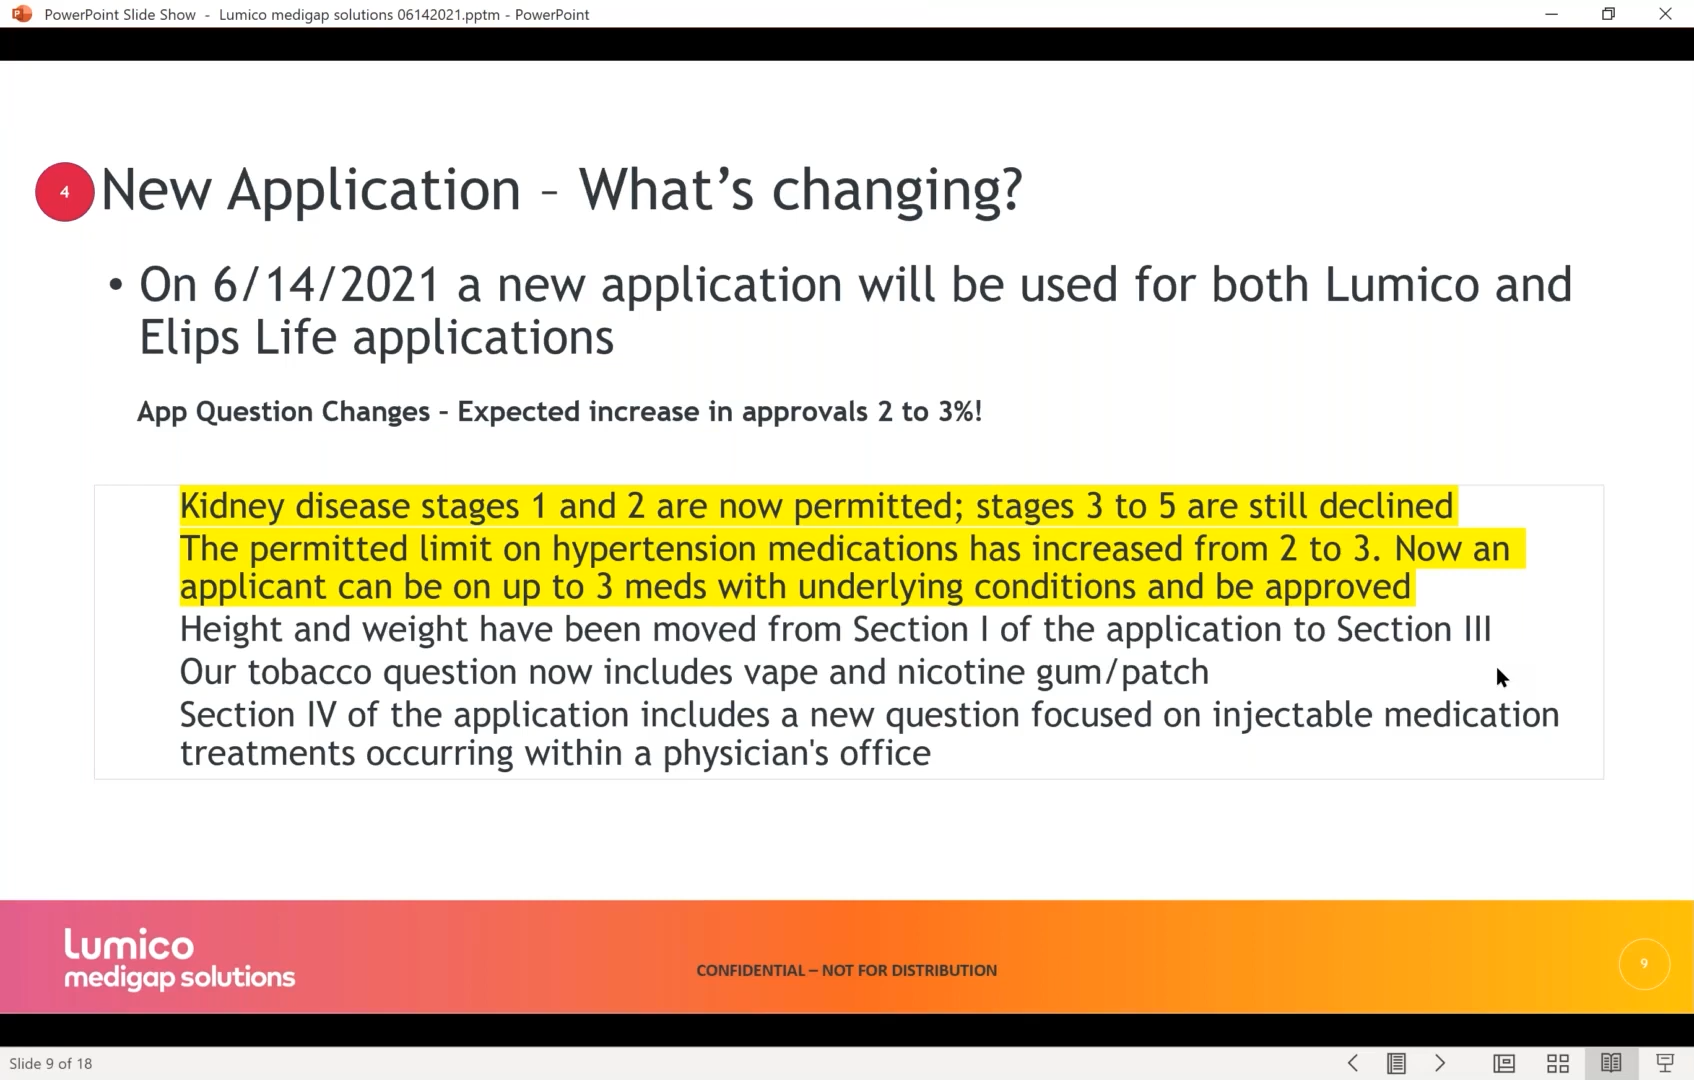 PowerPoint Slide Show - Lumico medigap solutions 06142021.pptm - PowerPoint
4
New Application – What’s changing?
• On 6/14/2021 a new application will be used for both Lumico and
Elips Life applications
App Question Changes – Expected increase in approvals 2 to 3%!
Kidney disease stages 1 and 2 are now permitted; stages 3 to 5 are still declined
The permitted limit on hypertension medications has increased from 2 to 3. Now an
applicant can be on up to 3 meds with underlying conditions and be approved
Height and weight have been moved from Section I of the application to Section III
Our tobacco question now includes vape and nicotine gum/patch
Section IV of the application includes a new question focused on injectable medication
treatments occurring within a physician's office
Lumico
medigap solutions
CONFIDENTIAL – NOT FOR DISTRIBUTION
9
Slide 9 of 18